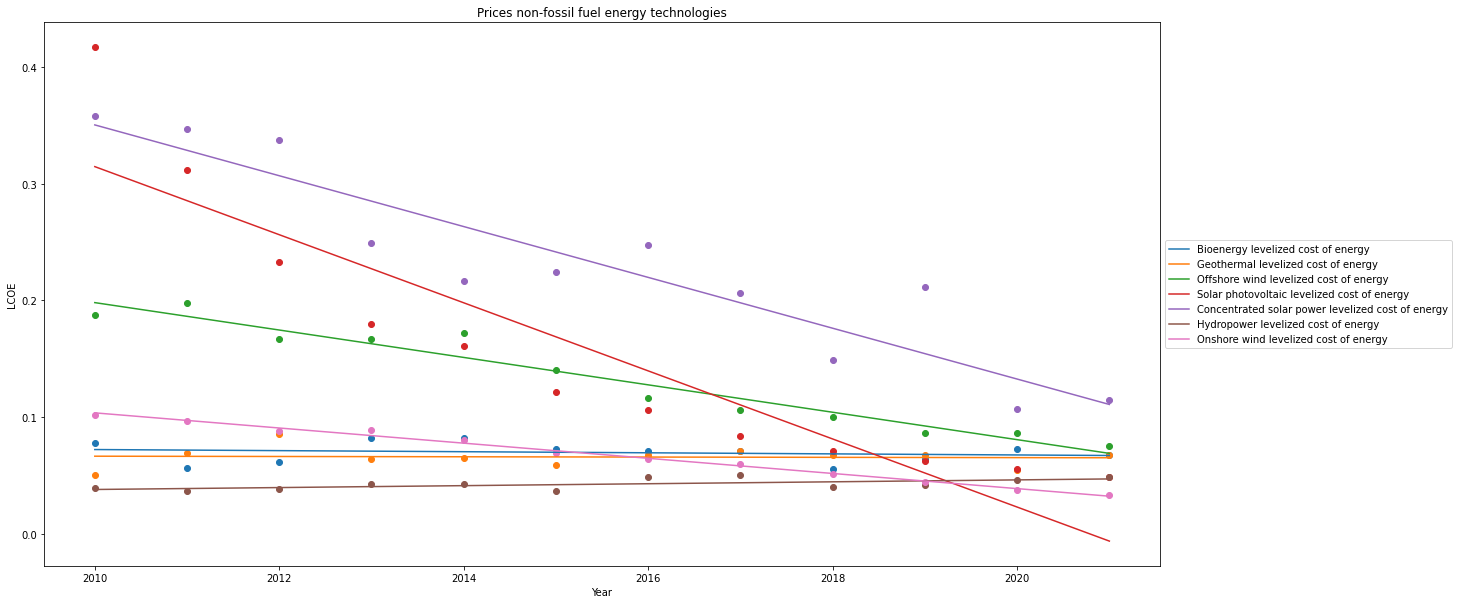 Prices non-fossil fuel energy technologies
LCOE
0.4
0.3
0.2
0.1
0.0
2010
2012
2014
2016
2018
2020
Year
Bioenergy levelized cost of energy
Geothermal levelized cost of energy
Offshore wind levelized cost of energy
Solar photovoltaic levelized cost of energy
Concentrated solar power levelized cost of energy
Hydropower levelized cost of energy
Onshore wind levelized cost of energy